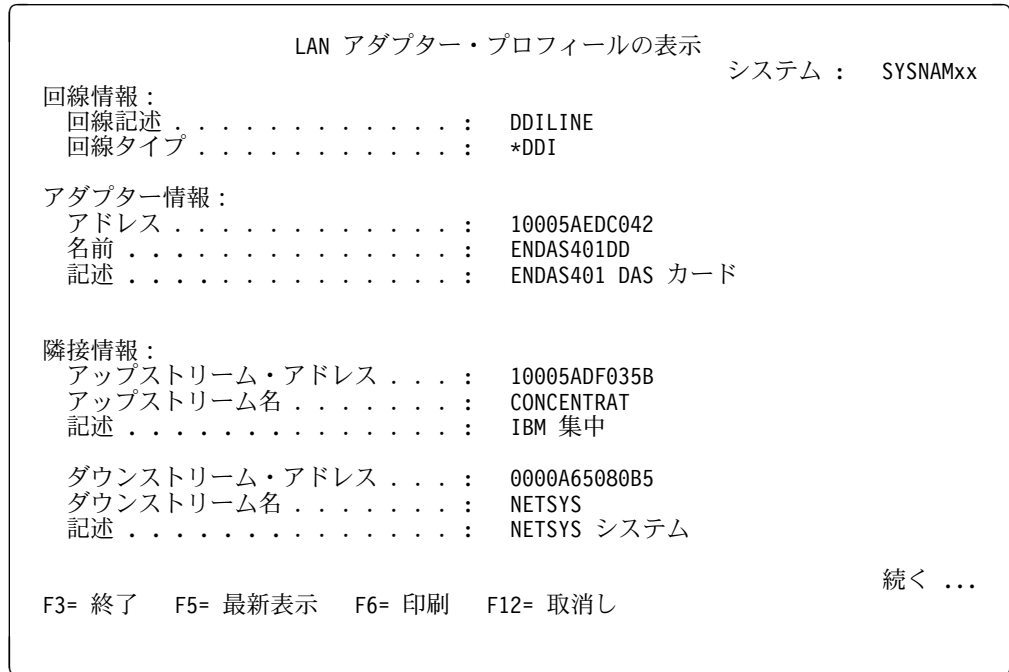 LAN アダプター・プロフィールの表示
システム : SYSNAMxx
回線情報 :
回線記述 . . . . . . . . . . . . : DDILINE
回線タイプ . . . . . . . . . . . : *DDI
アダプター情報 :
アドレス . . . . . . . . . . . . : 10005AEDC042
名前 . . . . . . . . . . . . . . : ENDAS401DD
記述 . . . . . . . . . . . . . . : ENDAS401 DAS カード
隣接情報 :
アップストリーム・アドレス . . . : 10005ADF035B
アップストリーム名 . . . . . . . : CONCENTRAT
記述 . . . . . . . . . . . . . . : IBM 集中
ダウンストリーム・アドレス . . . : 0000A65080B5
ダウンストリーム名 . . . . . . . : NETSYS
記述 . . . . . . . . . . . . . . : NETSYS システム
続く ...
F3= 終了 F5= 最新表示 F6= 印刷 F12= 取消し